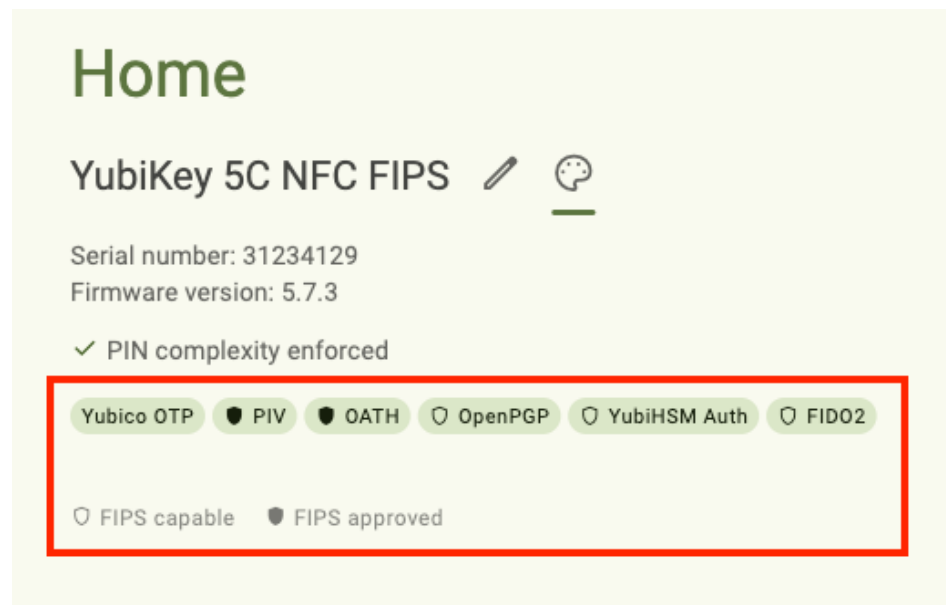 Home
YubiKey 5C NFC FIPS
Serial number: 31234129
Firmware version: 5.7.3
PIN complexity enforced
Yubico OTP PIV OATH OpenPGP YubiHSM Auth FIDO2
FIPS capable FIPS approved